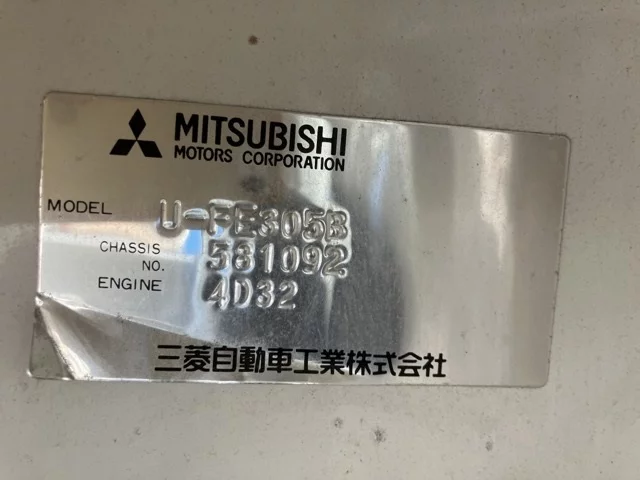 MITSUBISHI
MOTORS CORPORATION
MODEL U-FE305B
CHASSIS NO. 581092
ENGINE 4D32
三菱自動車工業株式会社